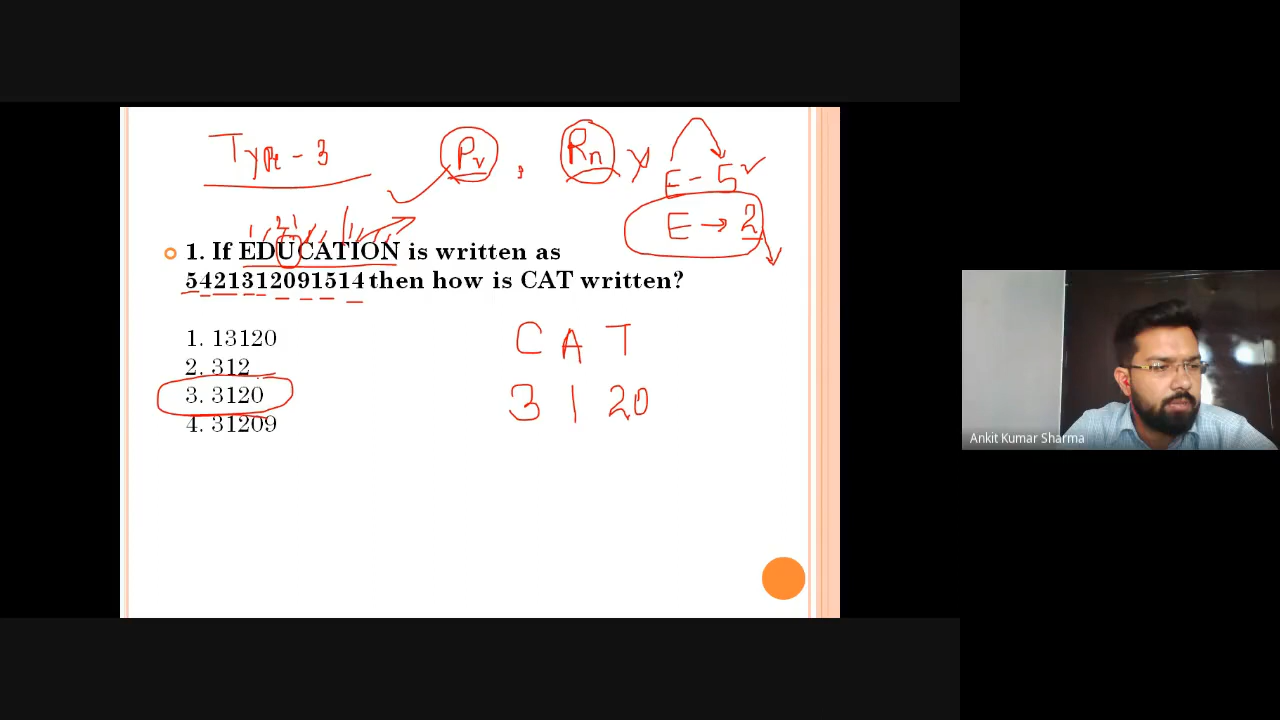 Type - 3
Pv , Rn
E - 5
E → 2
21
1. If EDUCATION is written as
5421312091514 then how is CAT written?
1. 13120
2. 312
3. 3120
4. 31209
C A T
3 1 20
Ankit Kumar Sharma